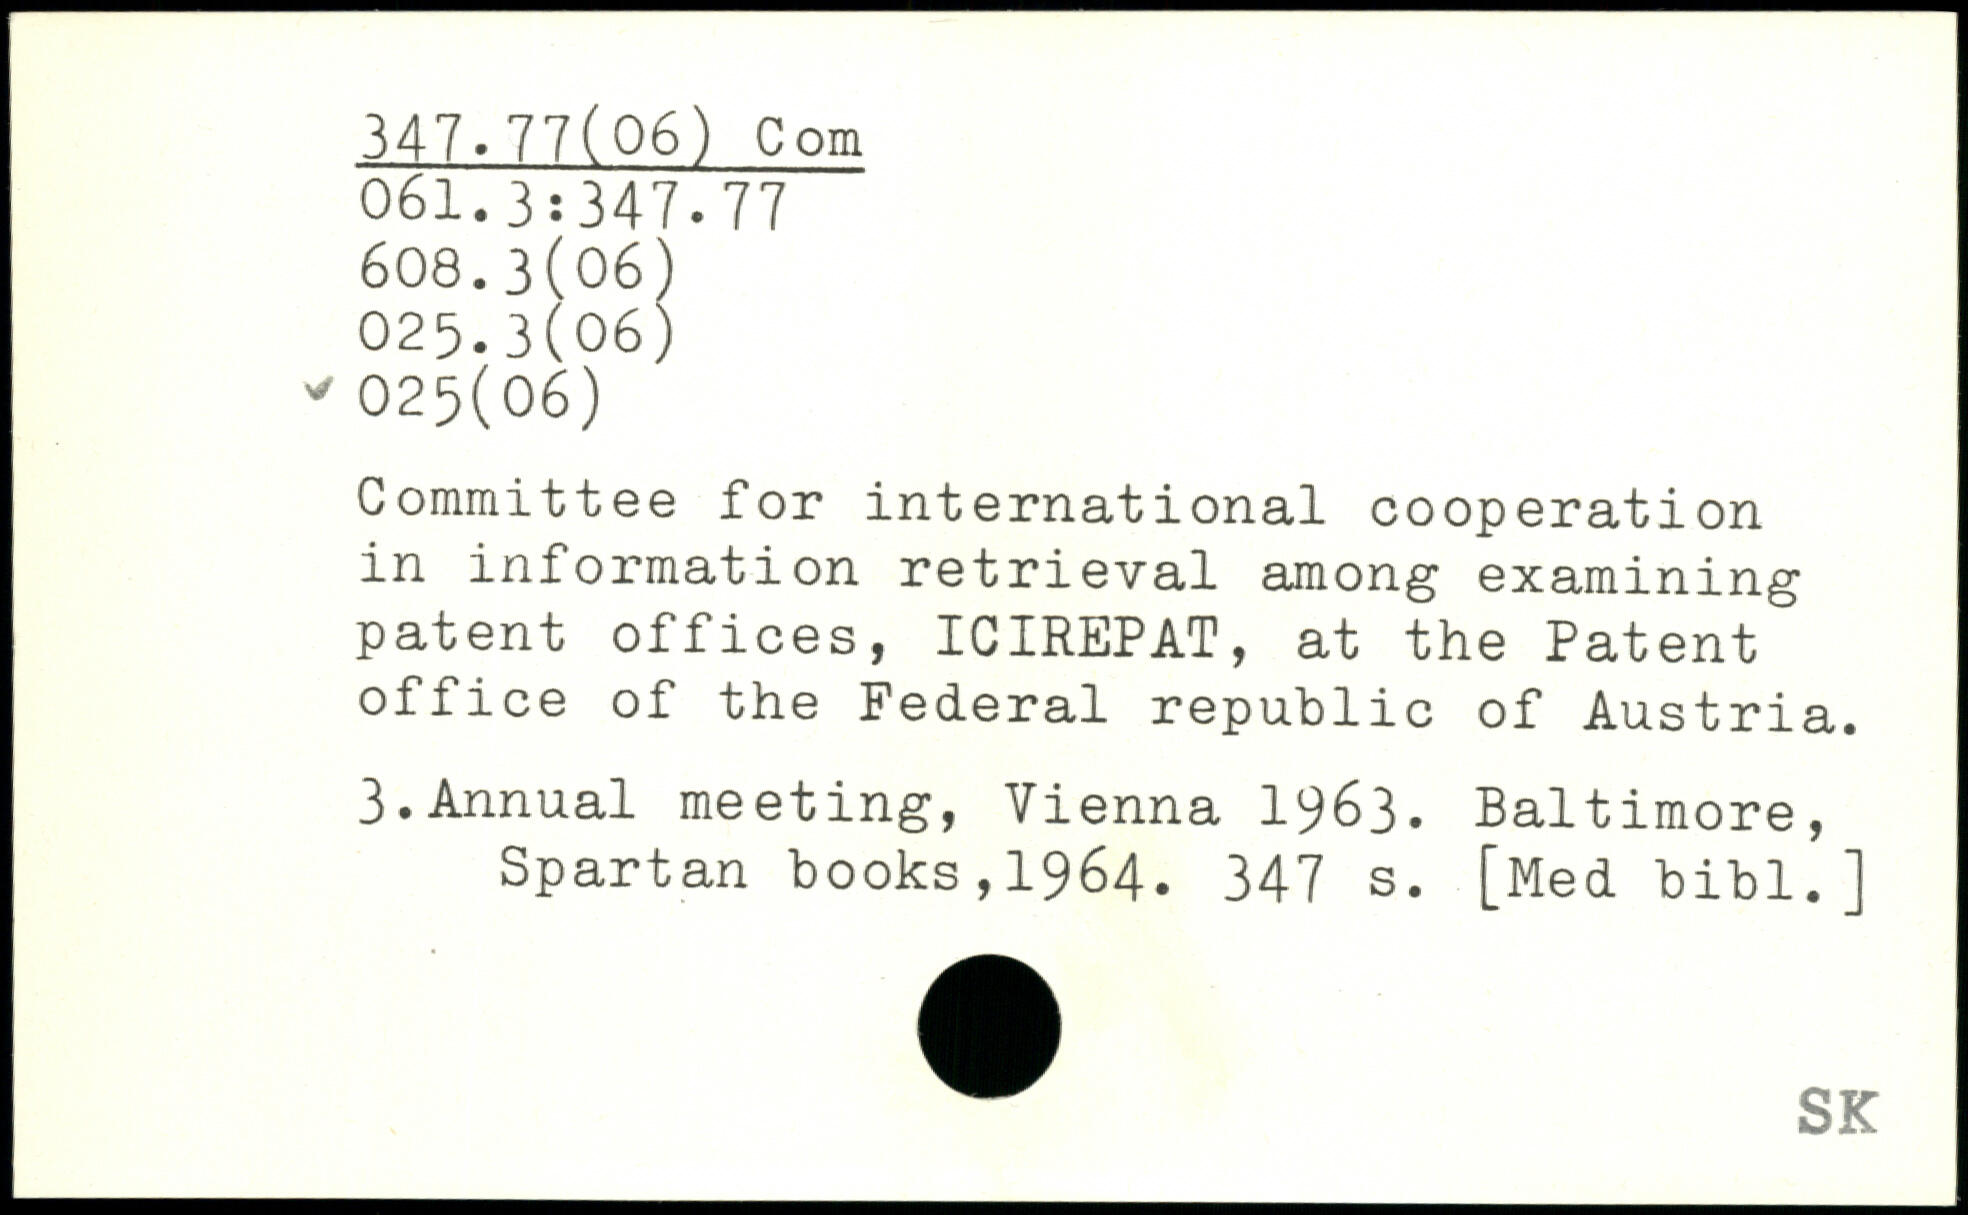 347.77(06) Com
061.3:347.77
608.3(06)
025.3(06)
✓ 025(06)
Committee for international cooperation
in information retrieval among examining
patent offices, ICIREPAT, at the Patent
office of the Federal republic of Austria.
3.Annual meeting, Vienna 1963. Baltimore,
Spartan books,1964. 347 s. [Med bibl.]
SK